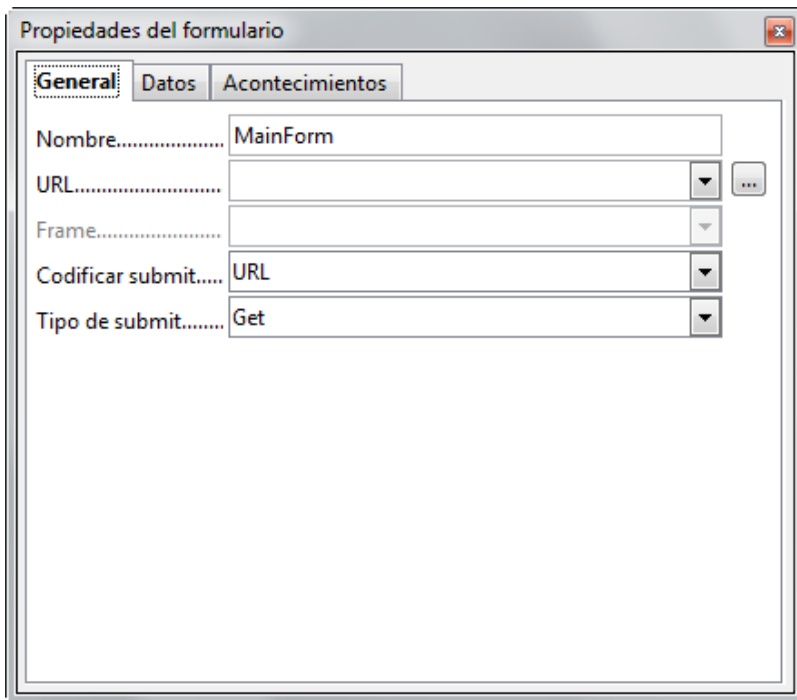 Propiedades del formulario
General Datos Acontecimientos
Nombre.................... MainForm
URL...........................
Frame.......................
Codificar submit..... URL
Tipo de submit........ Get
...